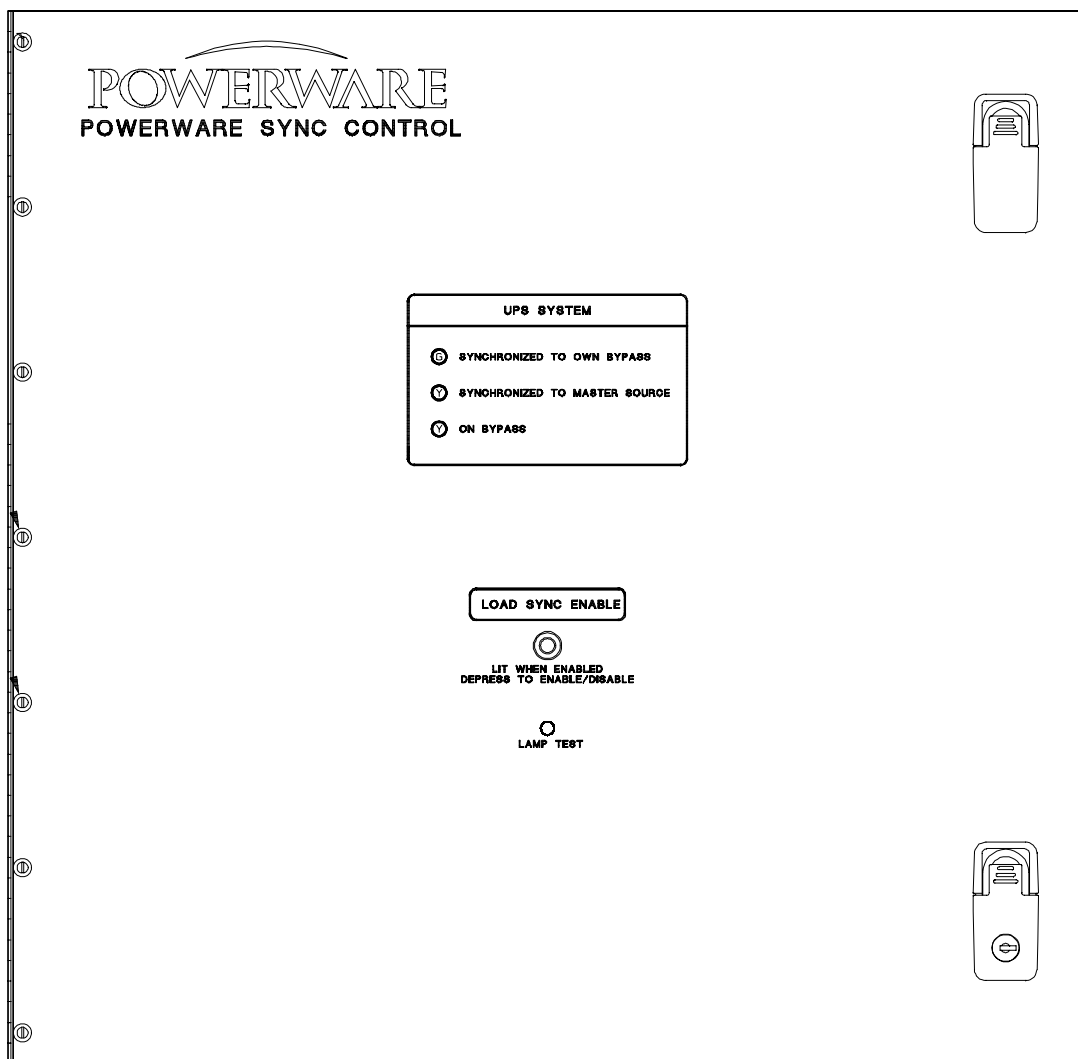 POWERWARE
POWERWARE SYNC CONTROL
UPS SYSTEM
G SYNCHRONIZED TO OWN BYPASS
Y SYNCHRONIZED TO MASTER SOURCE
Y ON BYPASS
LOAD SYNC ENABLE
LIT WHEN ENABLED
DEPRESS TO ENABLE/DISABLE
LAMP TEST